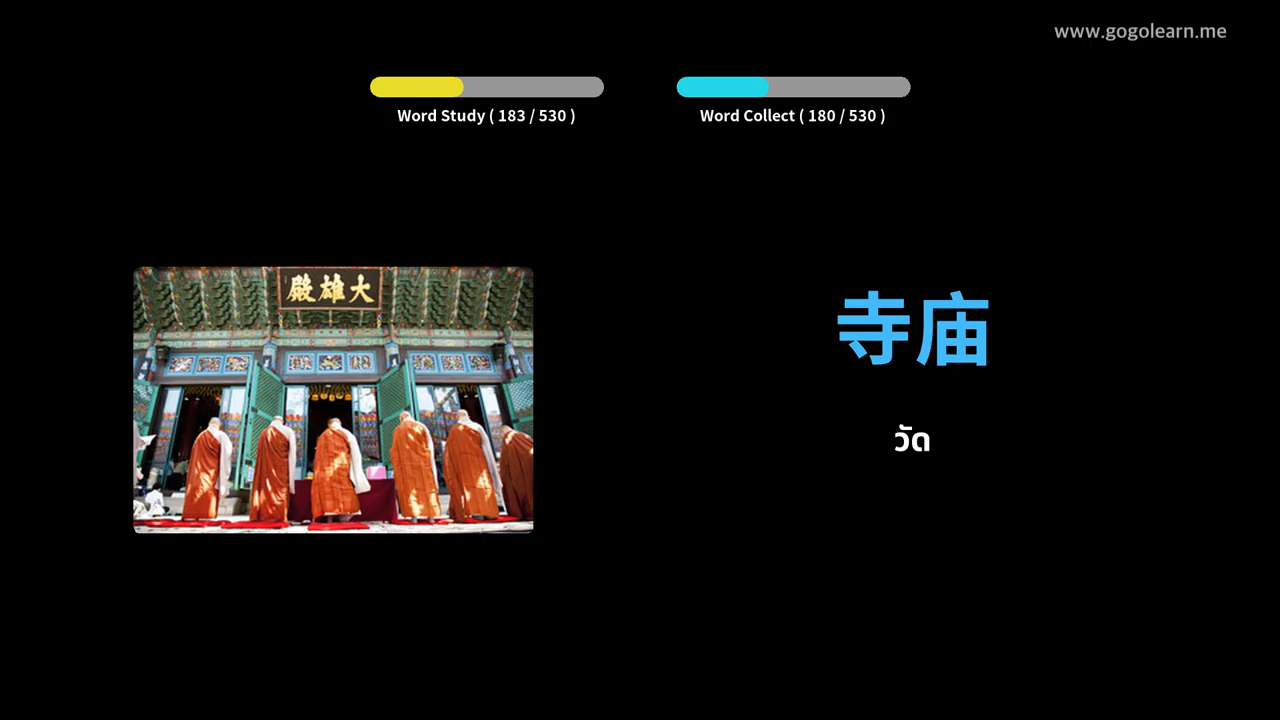 www.gogolearn.me
Word Study ( 183 / 530 )
Word Collect ( 180 / 530 )
殿雄大
寺庙
วัด